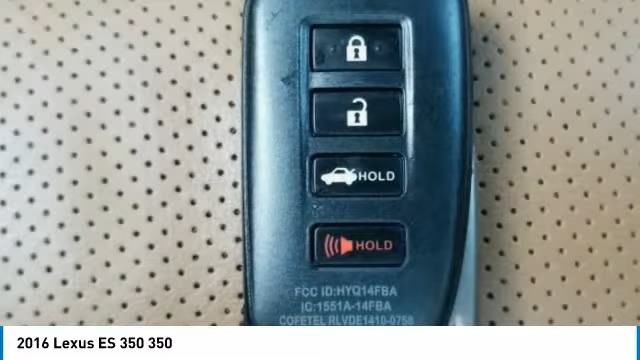 HOLD
HOLD
FCC ID:HYQ14FBA
IC:1551A-14FBA
COFETEL RLVDE1410-0758
2016 Lexus ES 350 350